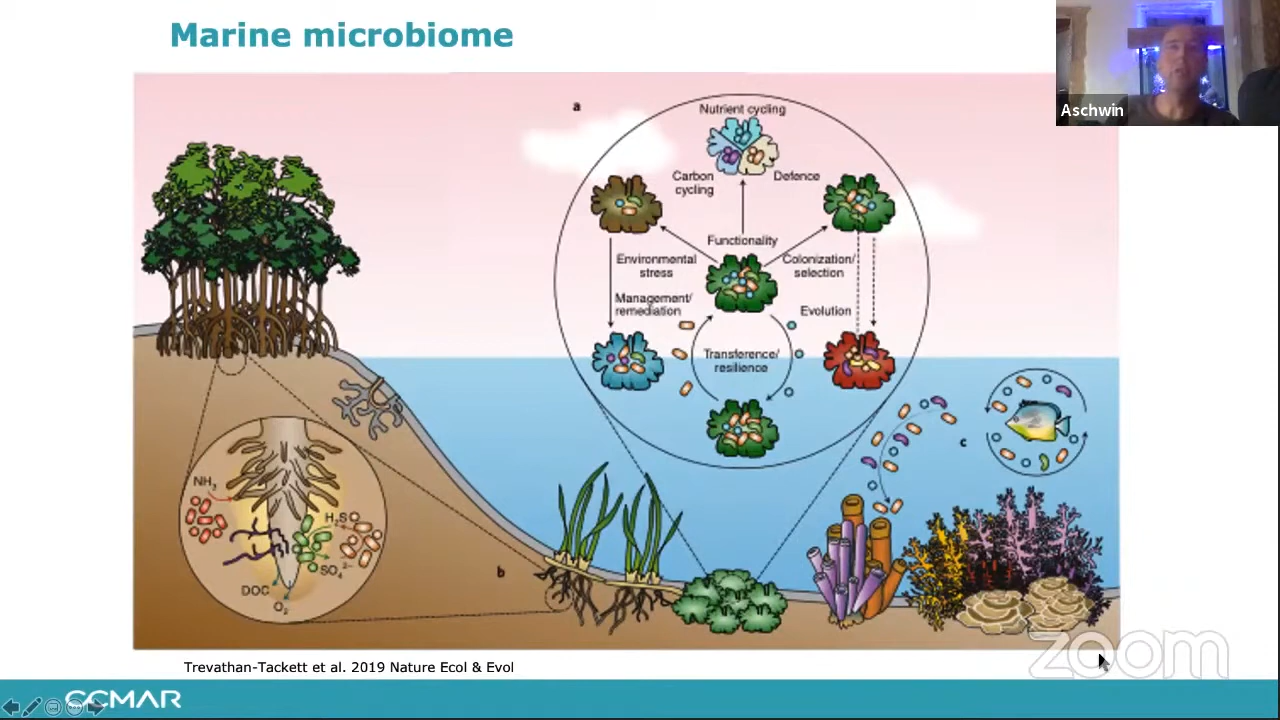 Marine microbiome
Aschwin
a
Nutrient cycling
Carbon
cycling
Defence
Functionality
Environmental
stress
Colonization/
selection
Management/
remediation
Evolution
Transference/
resilience
c
NH3
H2S
SO4 2–
DOC
O2
b
Trevathan-Tackett et al. 2019 Nature Ecol & Evol
zoom
CCMAR